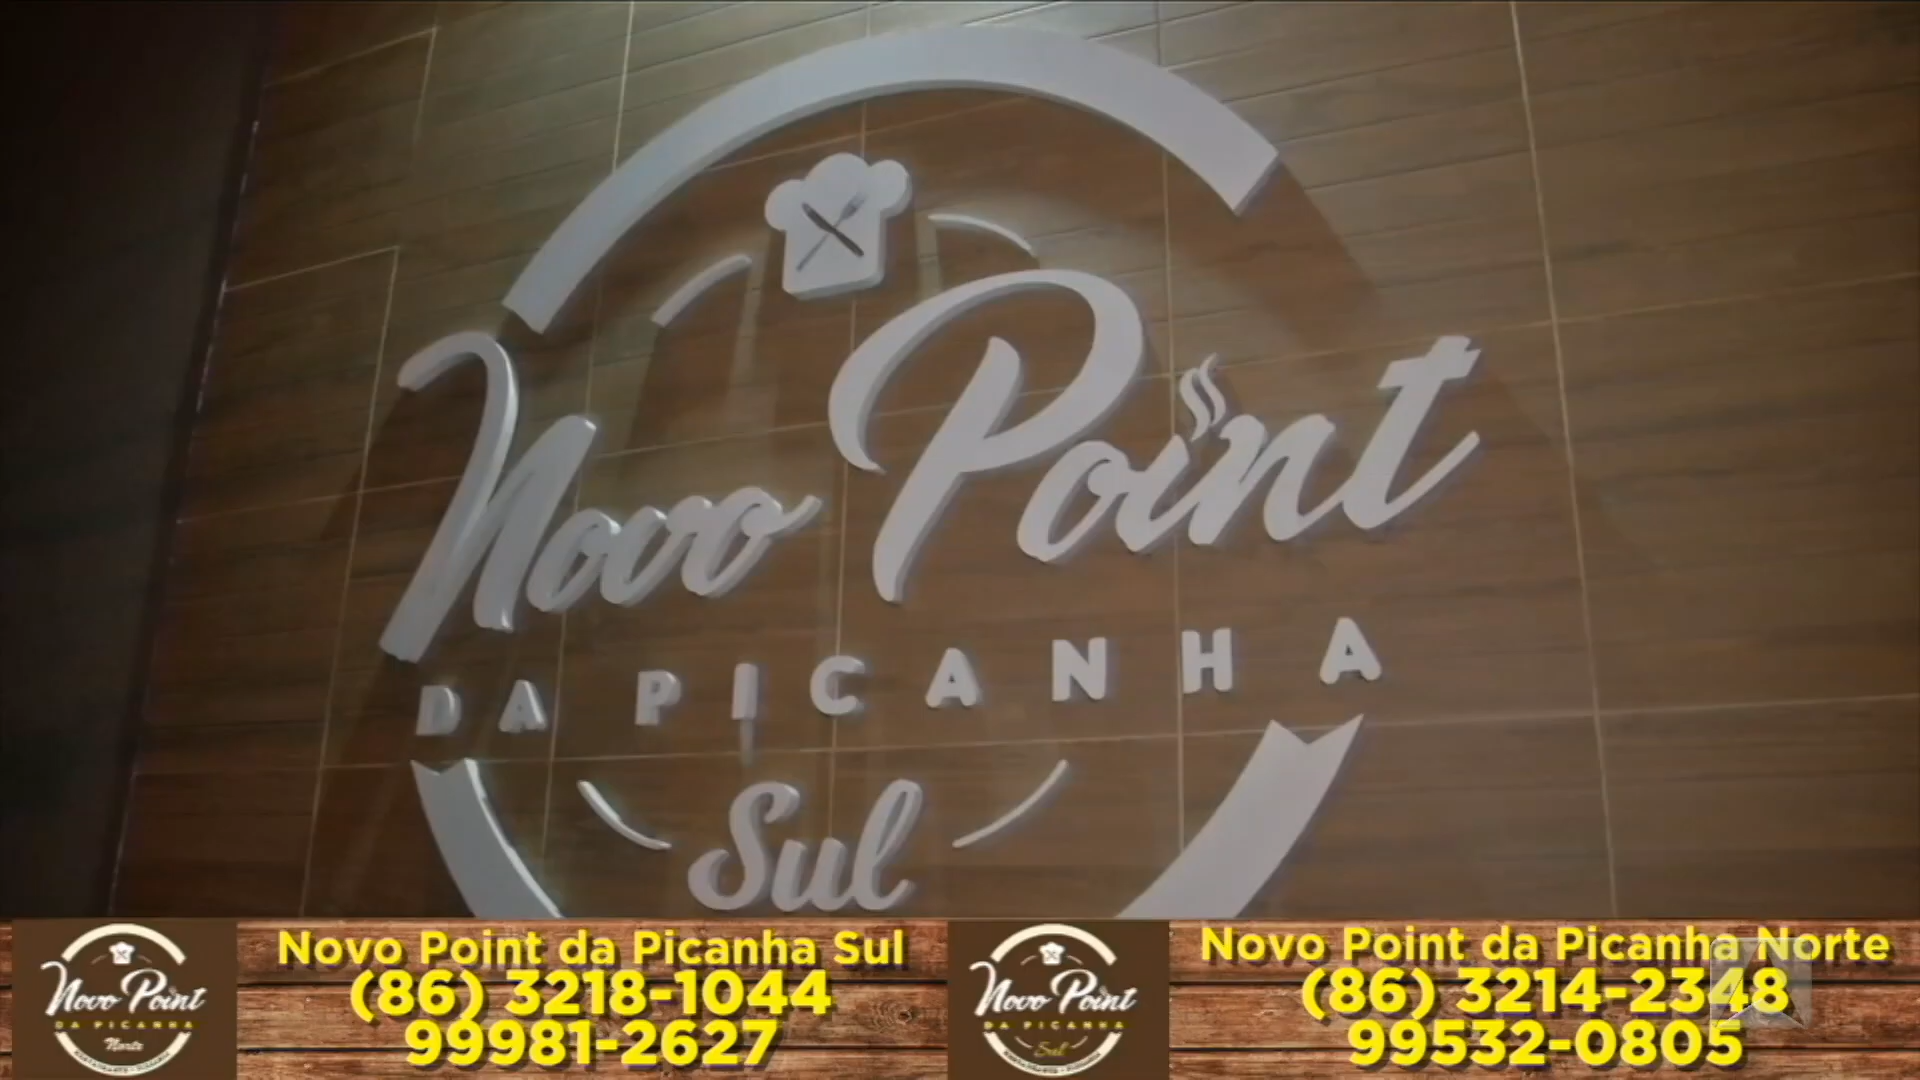 Novo Point
DA PICANHA
Sul
Novo Point
DA PICANHA
Norte
Novo Point da Picanha Sul
(86) 3218-1044
99981-2627
Novo Point
DA PICANHA
Sul
Novo Point da Picanha Norte
(86) 3214-2348
99532-0805